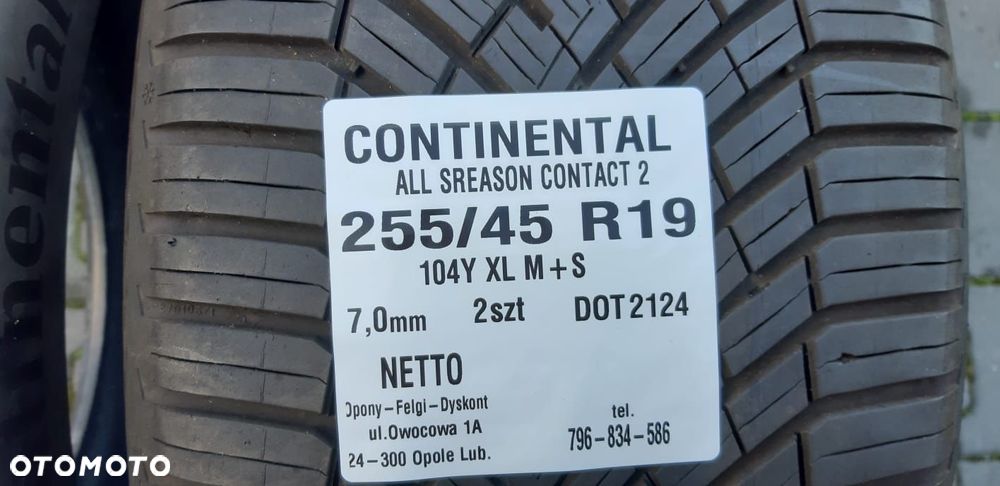 CONTINENTAL
ALL SREASON CONTACT 2
255/45 R19
104Y XL M+S
7,0mm 2szt DOT2124
NETTO
Opony-Felgi-Dyskont
ul.Owocowa 1A
24-300 Opole Lub.
tel.
796-834-586
OTOMOTO